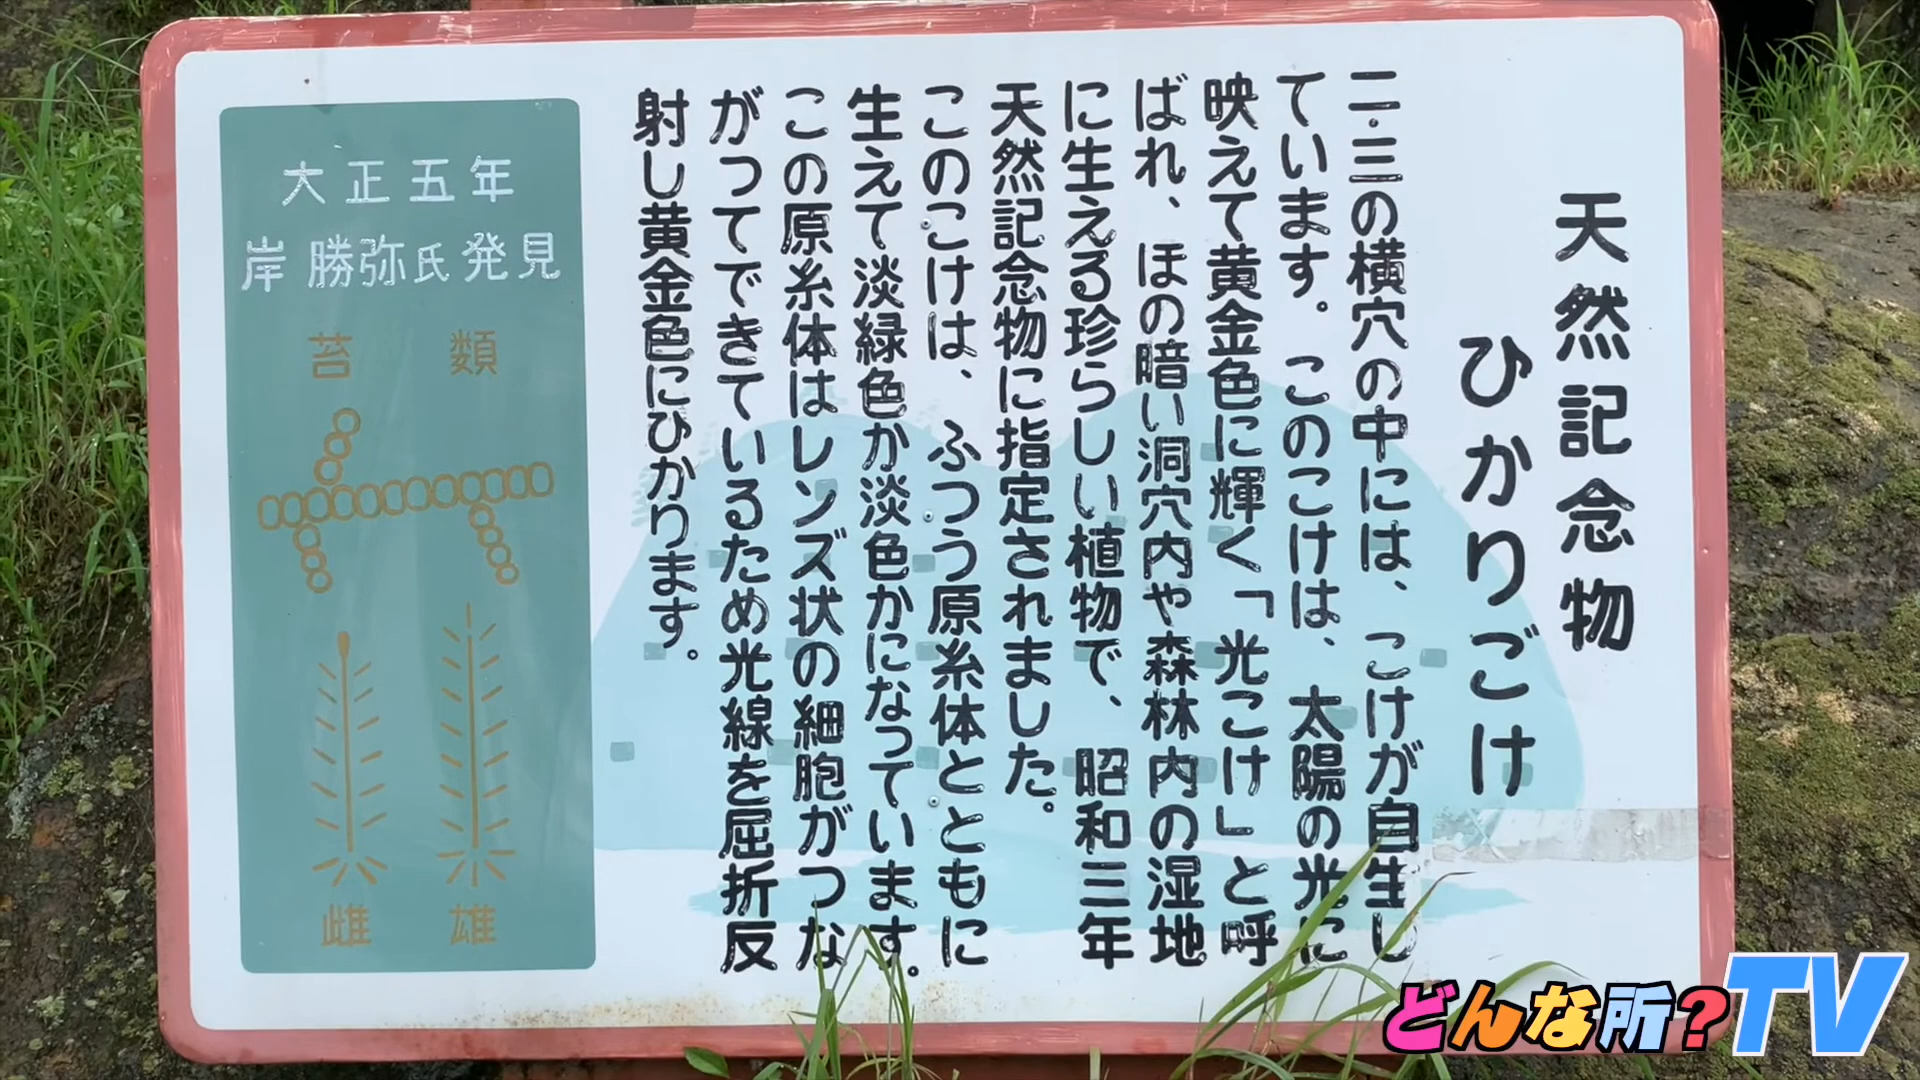 天然記念物
ひかりごけ
二・三の横穴の中には、こけが自生し
ています。このこけは、太陽の光に
映えて黄金色に輝く「光こけ」と呼
ばれ、ほの暗い洞穴内や森林内の湿地
に生える珍らしい植物で、昭和三年
天然記念物に指定されました。
このこけは、ふつう原糸体とともに
生えて淡緑色か淡色かになっています。
この原糸体はレンズ状の細胞がつな
がつてできているため光線を屈折反
射し黄金色にひかります。
大正五年
岸勝弥氏発見
苔類
雌 雄
どんな所?TV